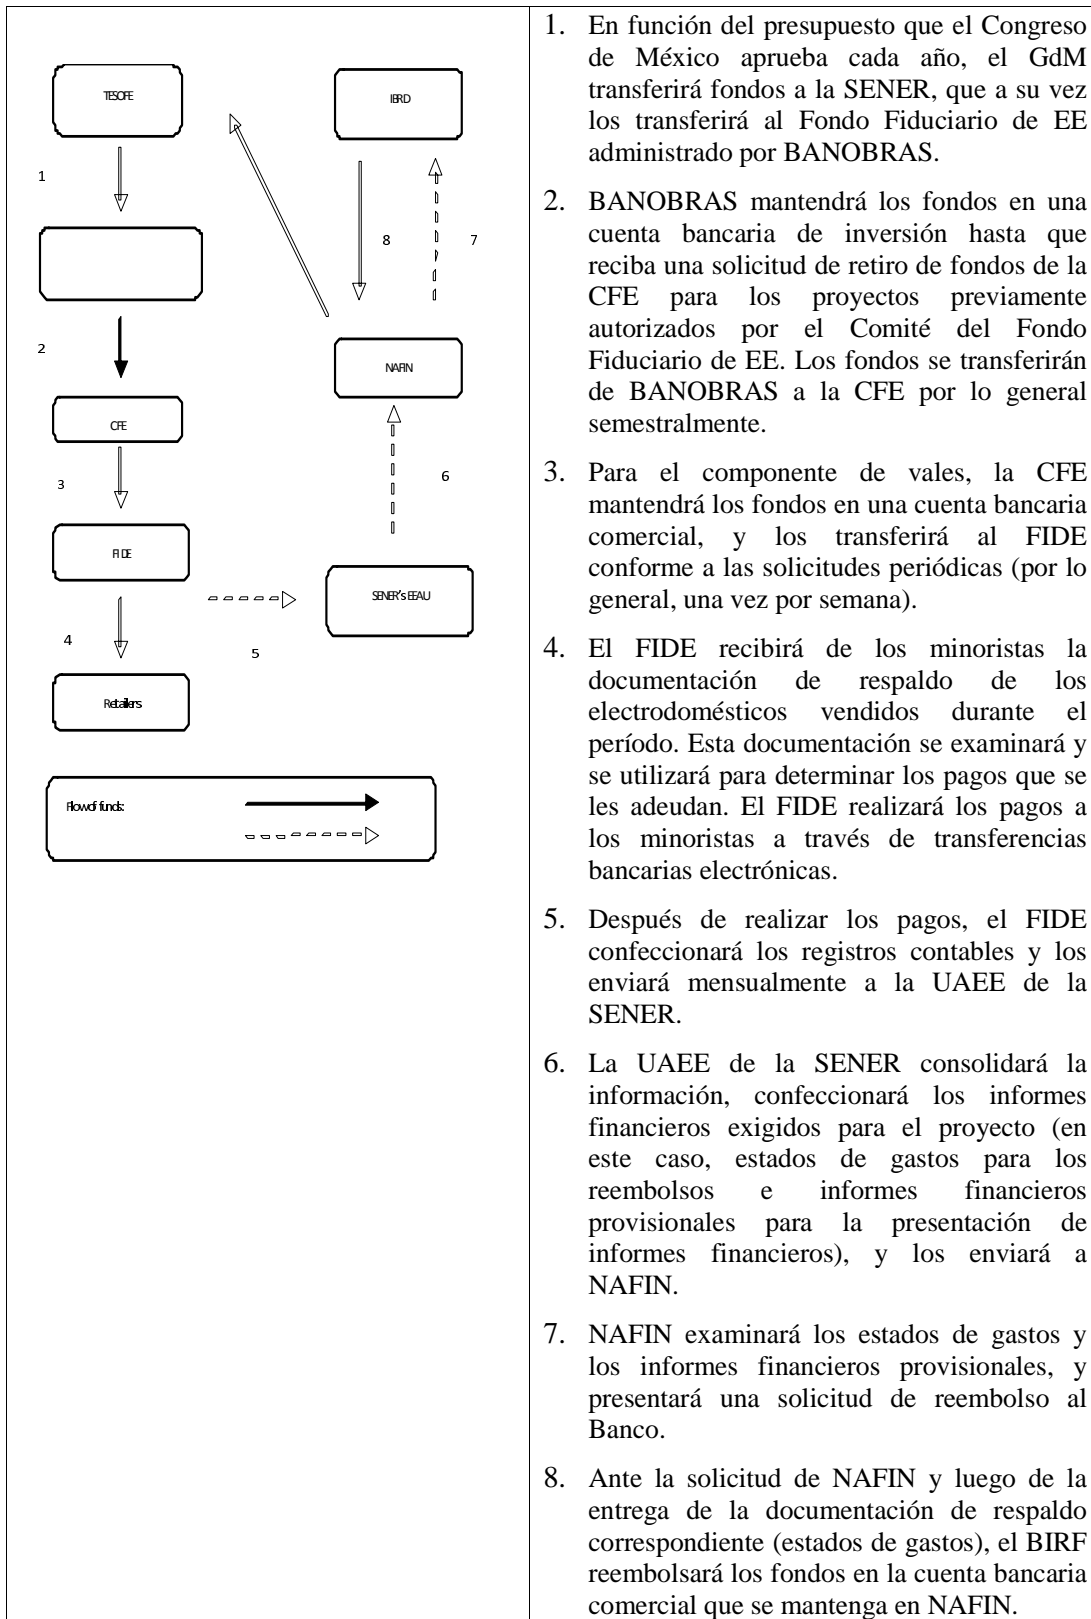 TESOFE
IBRD
1
8
7
2
NAFIN
CFE
3
6
FIDE
SENER's EEAU
4
5
Retailers
Flow of funds:
1. En función del presupuesto que el Congreso
de México aprueba cada año, el GdM
transferirá fondos a la SENER, que a su vez
los transferirá al Fondo Fiduciario de EE
administrado por BANOBRAS.
2. BANOBRAS mantendrá los fondos en una
cuenta bancaria de inversión hasta que
reciba una solicitud de retiro de fondos de la
CFE para los proyectos previamente
autorizados por el Comité del Fondo
Fiduciario de EE. Los fondos se transferirán
de BANOBRAS a la CFE por lo general
semestralmente.
3. Para el componente de vales, la CFE
mantendrá los fondos en una cuenta bancaria
comercial, y los transferirá al FIDE
conforme a las solicitudes periódicas (por lo
general, una vez por semana).
4. El FIDE recibirá de los minoristas la
documentación de respaldo de los
electrodomésticos vendidos durante el
período. Esta documentación se examinará y
se utilizará para determinar los pagos que se
les adeudan. El FIDE realizará los pagos a
los minoristas a través de transferencias
bancarias electrónicas.
5. Después de realizar los pagos, el FIDE
confeccionará los registros contables y los
enviará mensualmente a la UAEE de la
SENER.
6. La UAEE de la SENER consolidará la
información, confeccionará los informes
financieros exigidos para el proyecto (en
este caso, estados de gastos para los
reembolsos e informes financieros
provisionales para la presentación de
informes financieros), y los enviará a
NAFIN.
7. NAFIN examinará los estados de gastos y
los informes financieros provisionales, y
presentará una solicitud de reembolso al
Banco.
8. Ante la solicitud de NAFIN y luego de la
entrega de la documentación de respaldo
correspondiente (estados de gastos), el BIRF
reembolsará los fondos en la cuenta bancaria
comercial que se mantenga en NAFIN.